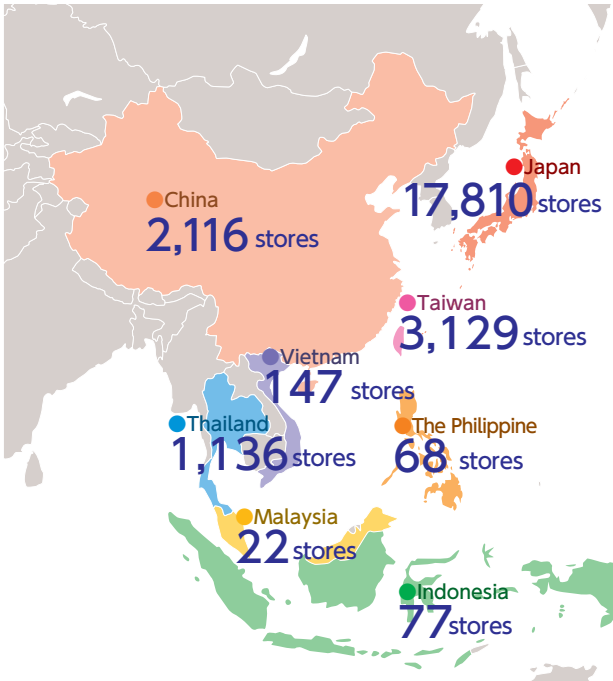 Japan
17,810 stores
China
2,116 stores
Taiwan
3,129 stores
Vietnam
147 stores
Thailand
1,136 stores
The Philippine
68 stores
Malaysia
22 stores
Indonesia
77 stores